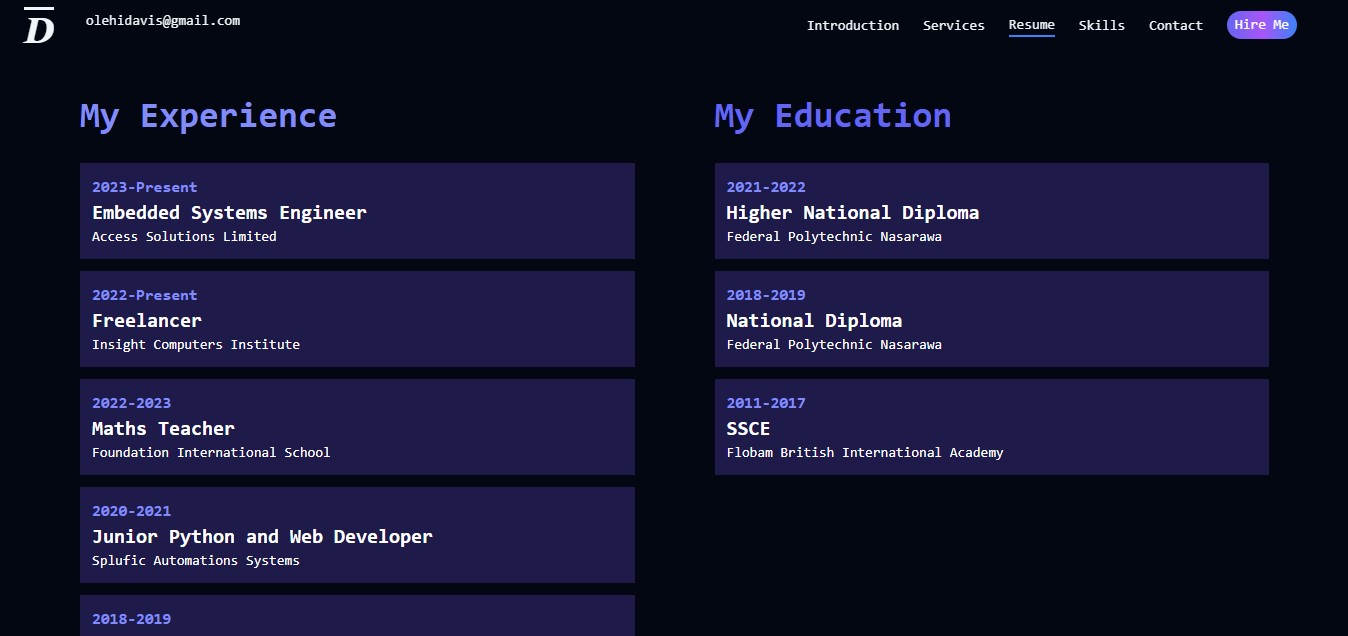 D
olehidavis@gmail.com
Introduction
Services
Resume
Skills
Contact
Hire Me
My Experience
2023-Present
Embedded Systems Engineer
Access Solutions Limited
2022-Present
Freelancer
Insight Computers Institute
2022-2023
Maths Teacher
Foundation International School
2020-2021
Junior Python and Web Developer
Splufic Automations Systems
2018-2019
My Education
2021-2022
Higher National Diploma
Federal Polytechnic Nasarawa
2018-2019
National Diploma
Federal Polytechnic Nasarawa
2011-2017
SSCE
Flobam British International Academy